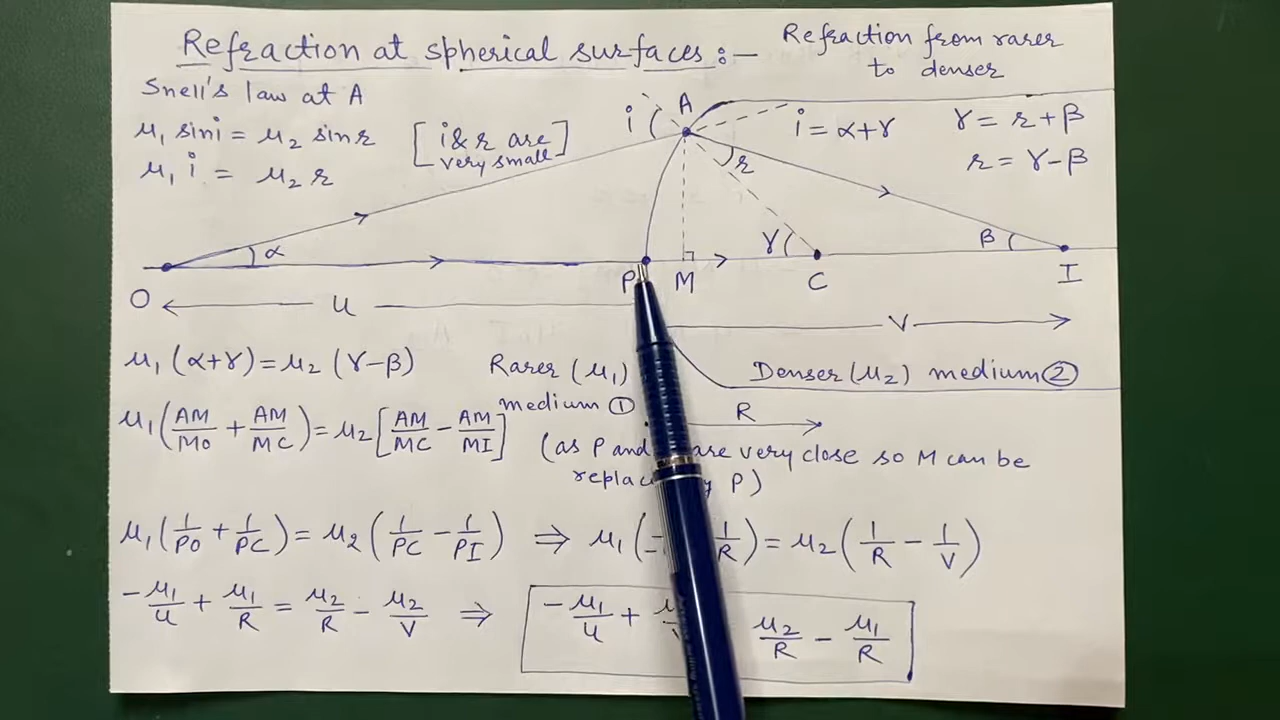 Refraction at spherical surfaces :—
Refraction from rarer
to denser
Snell's law at A
μ₁ sini = μ₂ sinr
[i & r are
very small]
μ₁ i = μ₂ r
i
A
i = α+γ
γ = r+β
r = γ-β
r
α
γ
β
O
P
M
C
I
u
V
μ₁ (α+γ) = μ₂ (γ-β)
Rarer (μ₁)
medium ①
Denser (μ₂) medium ②
R
μ₁(AM/MO + AM/MC) = μ₂[AM/MC - AM/MI]
(as P and are very close so M can be
P)
μ₁(1/PO + 1/PC) = μ₂(1/PC - 1/PI) ⇒ μ₁( 1/R) = μ₂(1/R - 1/V)
-μ₁/u + μ₁/R = μ₂/R - μ₂/V ⇒ -μ₁/u + μ₂/R - μ₁/R